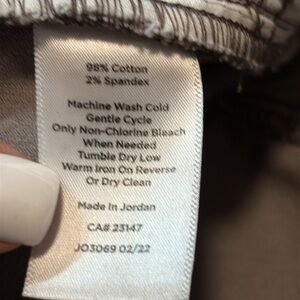 98% Cotton
2% Spandex
Machine Wash Cold
Gentle Cycle
Only Non-Chlorine Bleach
When Needed
Tumble Dry Low
Warm Iron On Reverse
Or Dry Clean
Made in Jordan
CA# 23147
JO3069 02/22